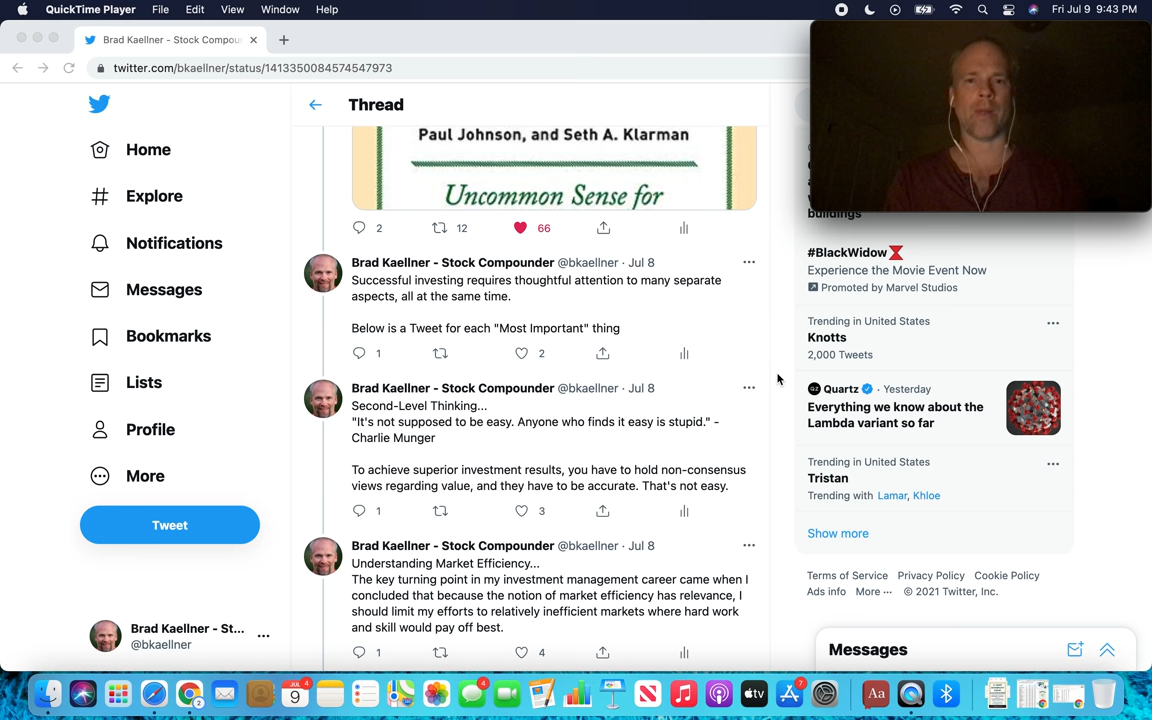 QuickTime Player File Edit View Window Help
Fri Jul 9 9:43 PM
Brad Kaellner - Stock Compou
twitter.com/bkaellner/status/1413350084574547973
Home
Explore
Notifications
Messages
Bookmarks
Lists
Profile
More
Tweet
Brad Kaellner - St...
@bkaellner
Thread
Paul Johnson, and Seth A. Klarman
Uncommon Sense for
2 12 66
Brad Kaellner - Stock Compounder @bkaellner · Jul 8
Successful investing requires thoughtful attention to many separate
aspects, all at the same time.
Below is a Tweet for each "Most Important" thing
1 2
Brad Kaellner - Stock Compounder @bkaellner · Jul 8
Second-Level Thinking...
"It's not supposed to be easy. Anyone who finds it easy is stupid." -
Charlie Munger
To achieve superior investment results, you have to hold non-consensus
views regarding value, and they have to be accurate. That's not easy.
1 3
Brad Kaellner - Stock Compounder @bkaellner · Jul 8
Understanding Market Efficiency...
The key turning point in my investment management career came when I
concluded that because the notion of market efficiency has relevance, I
should limit my efforts to relatively inefficient markets where hard work
and skill would pay off best.
1 4
buildings
#BlackWidow
Experience the Movie Event Now
Promoted by Marvel Studios
Trending in United States
Knotts
2,000 Tweets
Quartz · Yesterday
Everything we know about the
Lambda variant so far
Trending in United States
Tristan
Trending with Lamar, Khloe
Show more
Terms of Service Privacy Policy Cookie Policy
Ads info More ··· © 2021 Twitter, Inc.
Messages
JUL
9
4
2
4
tv
7
Aa